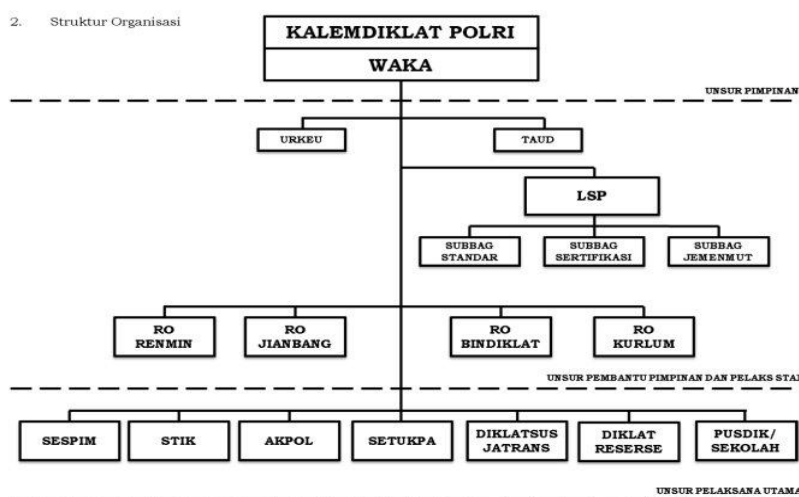 2. Struktur Organisasi
KALEMDIKLAT POLRI
WAKA
UNSUR PIMPINAN
URKEU
TAUD
LSP
SUBBAG
STANDAR
SUBBAG
SERTIFIKASI
SUBBAG
JEMENMUT
RO
RENMIN
RO
JIANBANG
RO
BINDIKLAT
RO
KURLUM
UNSUR PEMBANTU PIMPINAN DAN PELAKS STA
SESPIM
STIK
AKPOL
SETUKPA
DIKLATSUS
JATRANS
DIKLAT
RESERSE
PUSDIK/
SEKOLAH
UNSUR PELAKSANA UTAMA